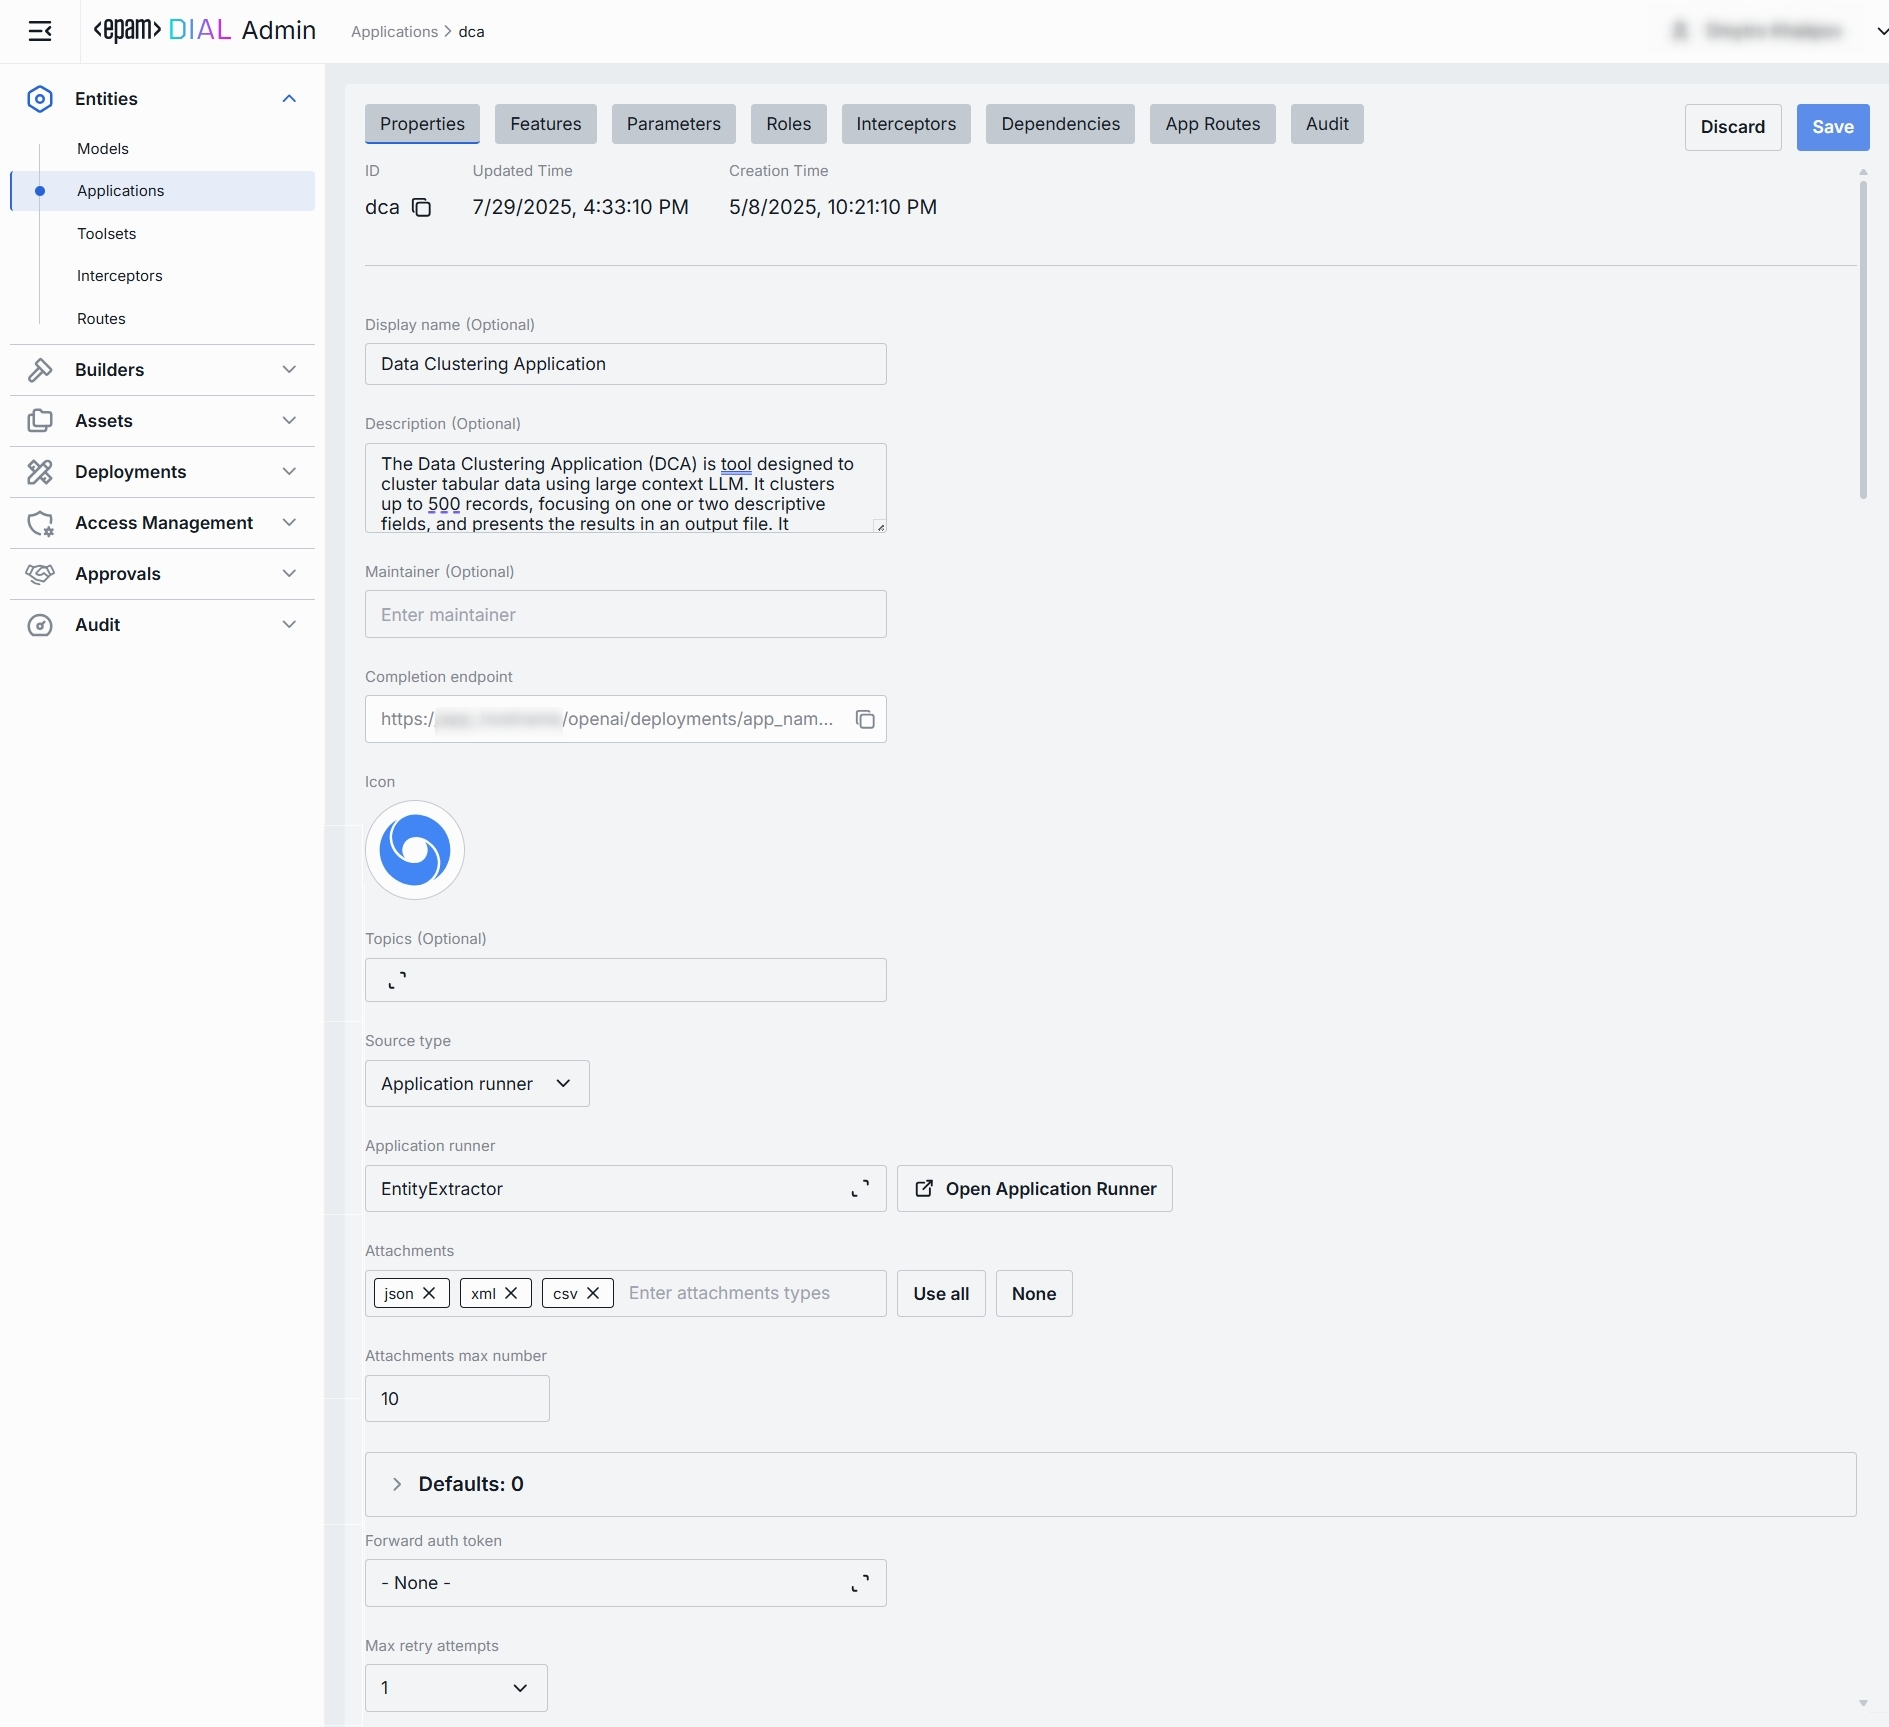 <epam> DIAL Admin
Applications > dca
Entities
Models
Applications
Toolsets
Interceptors
Routes
Builders
Assets
Deployments
Access Management
Approvals
Audit
Properties Features Parameters Roles Interceptors Dependencies App Routes Audit
Discard Save
ID Updated Time Creation Time
dca 7/29/2025, 4:33:10 PM 5/8/2025, 10:21:10 PM
Display name (Optional)
Data Clustering Application
Description (Optional)
The Data Clustering Application (DCA) is tool designed to
cluster tabular data using large context LLM. It clusters
up to 500 records, focusing on one or two descriptive
fields, and presents the results in an output file. It
Maintainer (Optional)
Enter maintainer
Completion endpoint
https:/ /openai/deployments/app_nam...
Icon
Topics (Optional)
Source type
Application runner
Application runner
EntityExtractor Open Application Runner
Attachments
json xml csv Enter attachments types Use all None
Attachments max number
10
Defaults: 0
Forward auth token
- None -
Max retry attempts
1